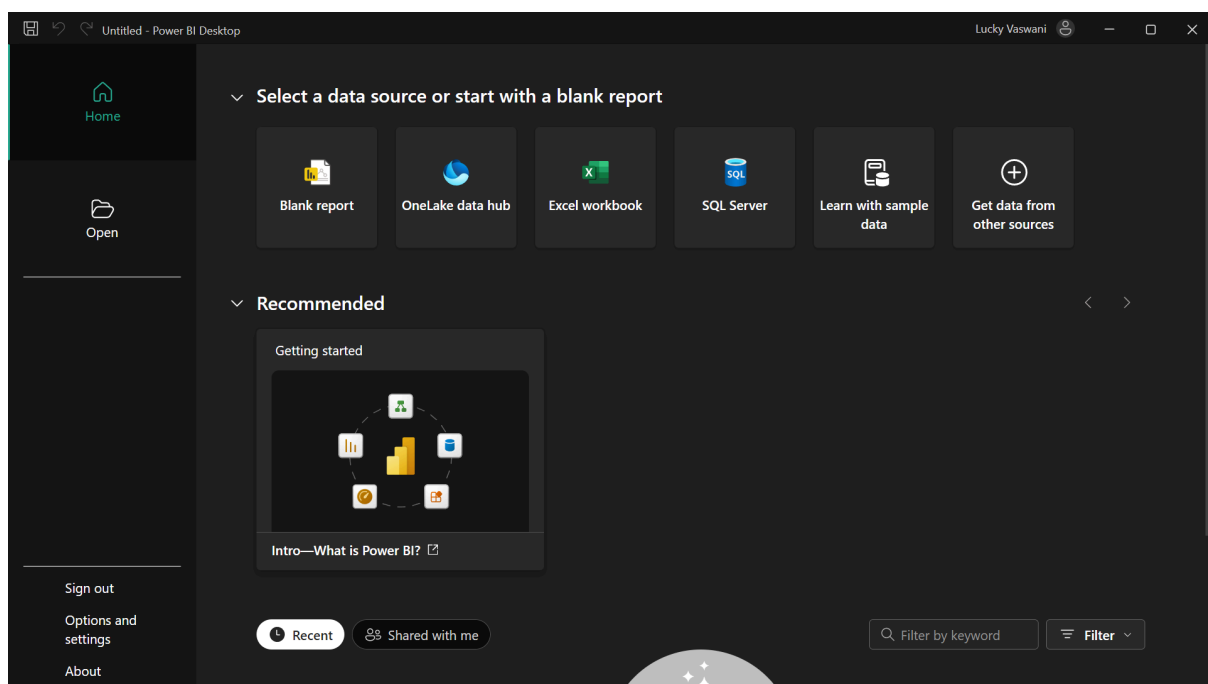 Untitled - Power BI Desktop
Lucky Vaswani
Home
Open
Select a data source or start with a blank report
Blank report
OneLake data hub
X
Excel workbook
SQL
SQL Server
Learn with sample
data
Get data from
other sources
Recommended
Getting started
Intro—What is Power BI?
Sign out
Options and
settings
About
Recent
Shared with me
Filter by keyword
Filter